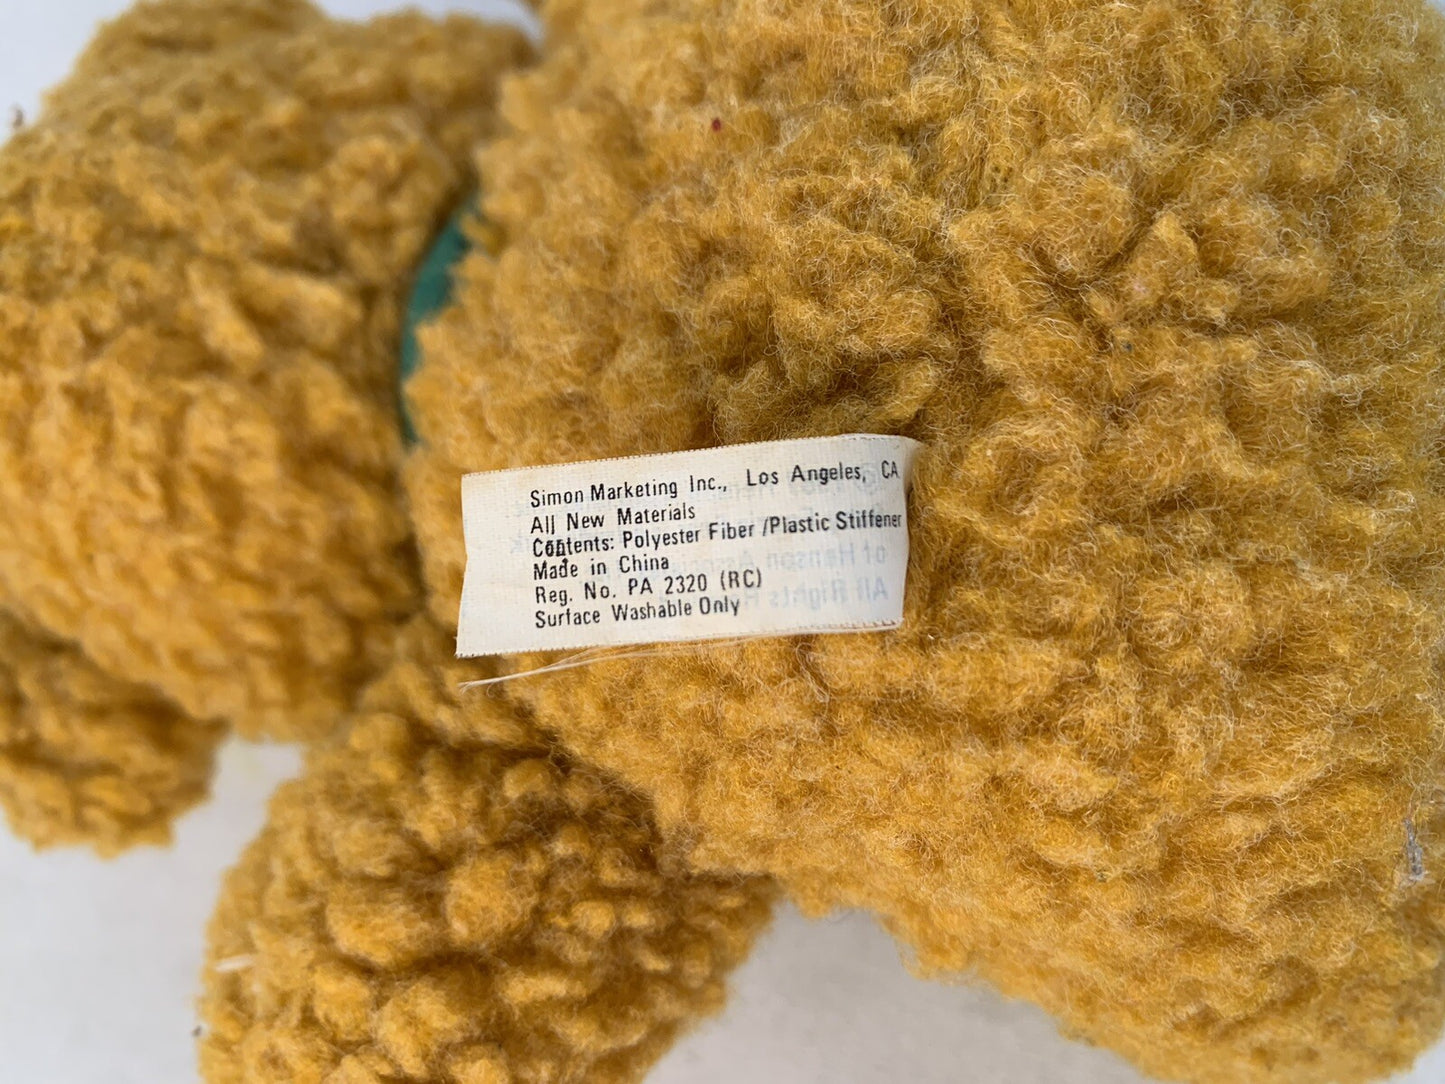 Simon Marketing Inc., Los Angeles, CA
All New Materials
Contents: Polyester Fiber /Plastic Stiffener
Made in China
Reg. No. PA 2320 (RC)
Surface Washable Only